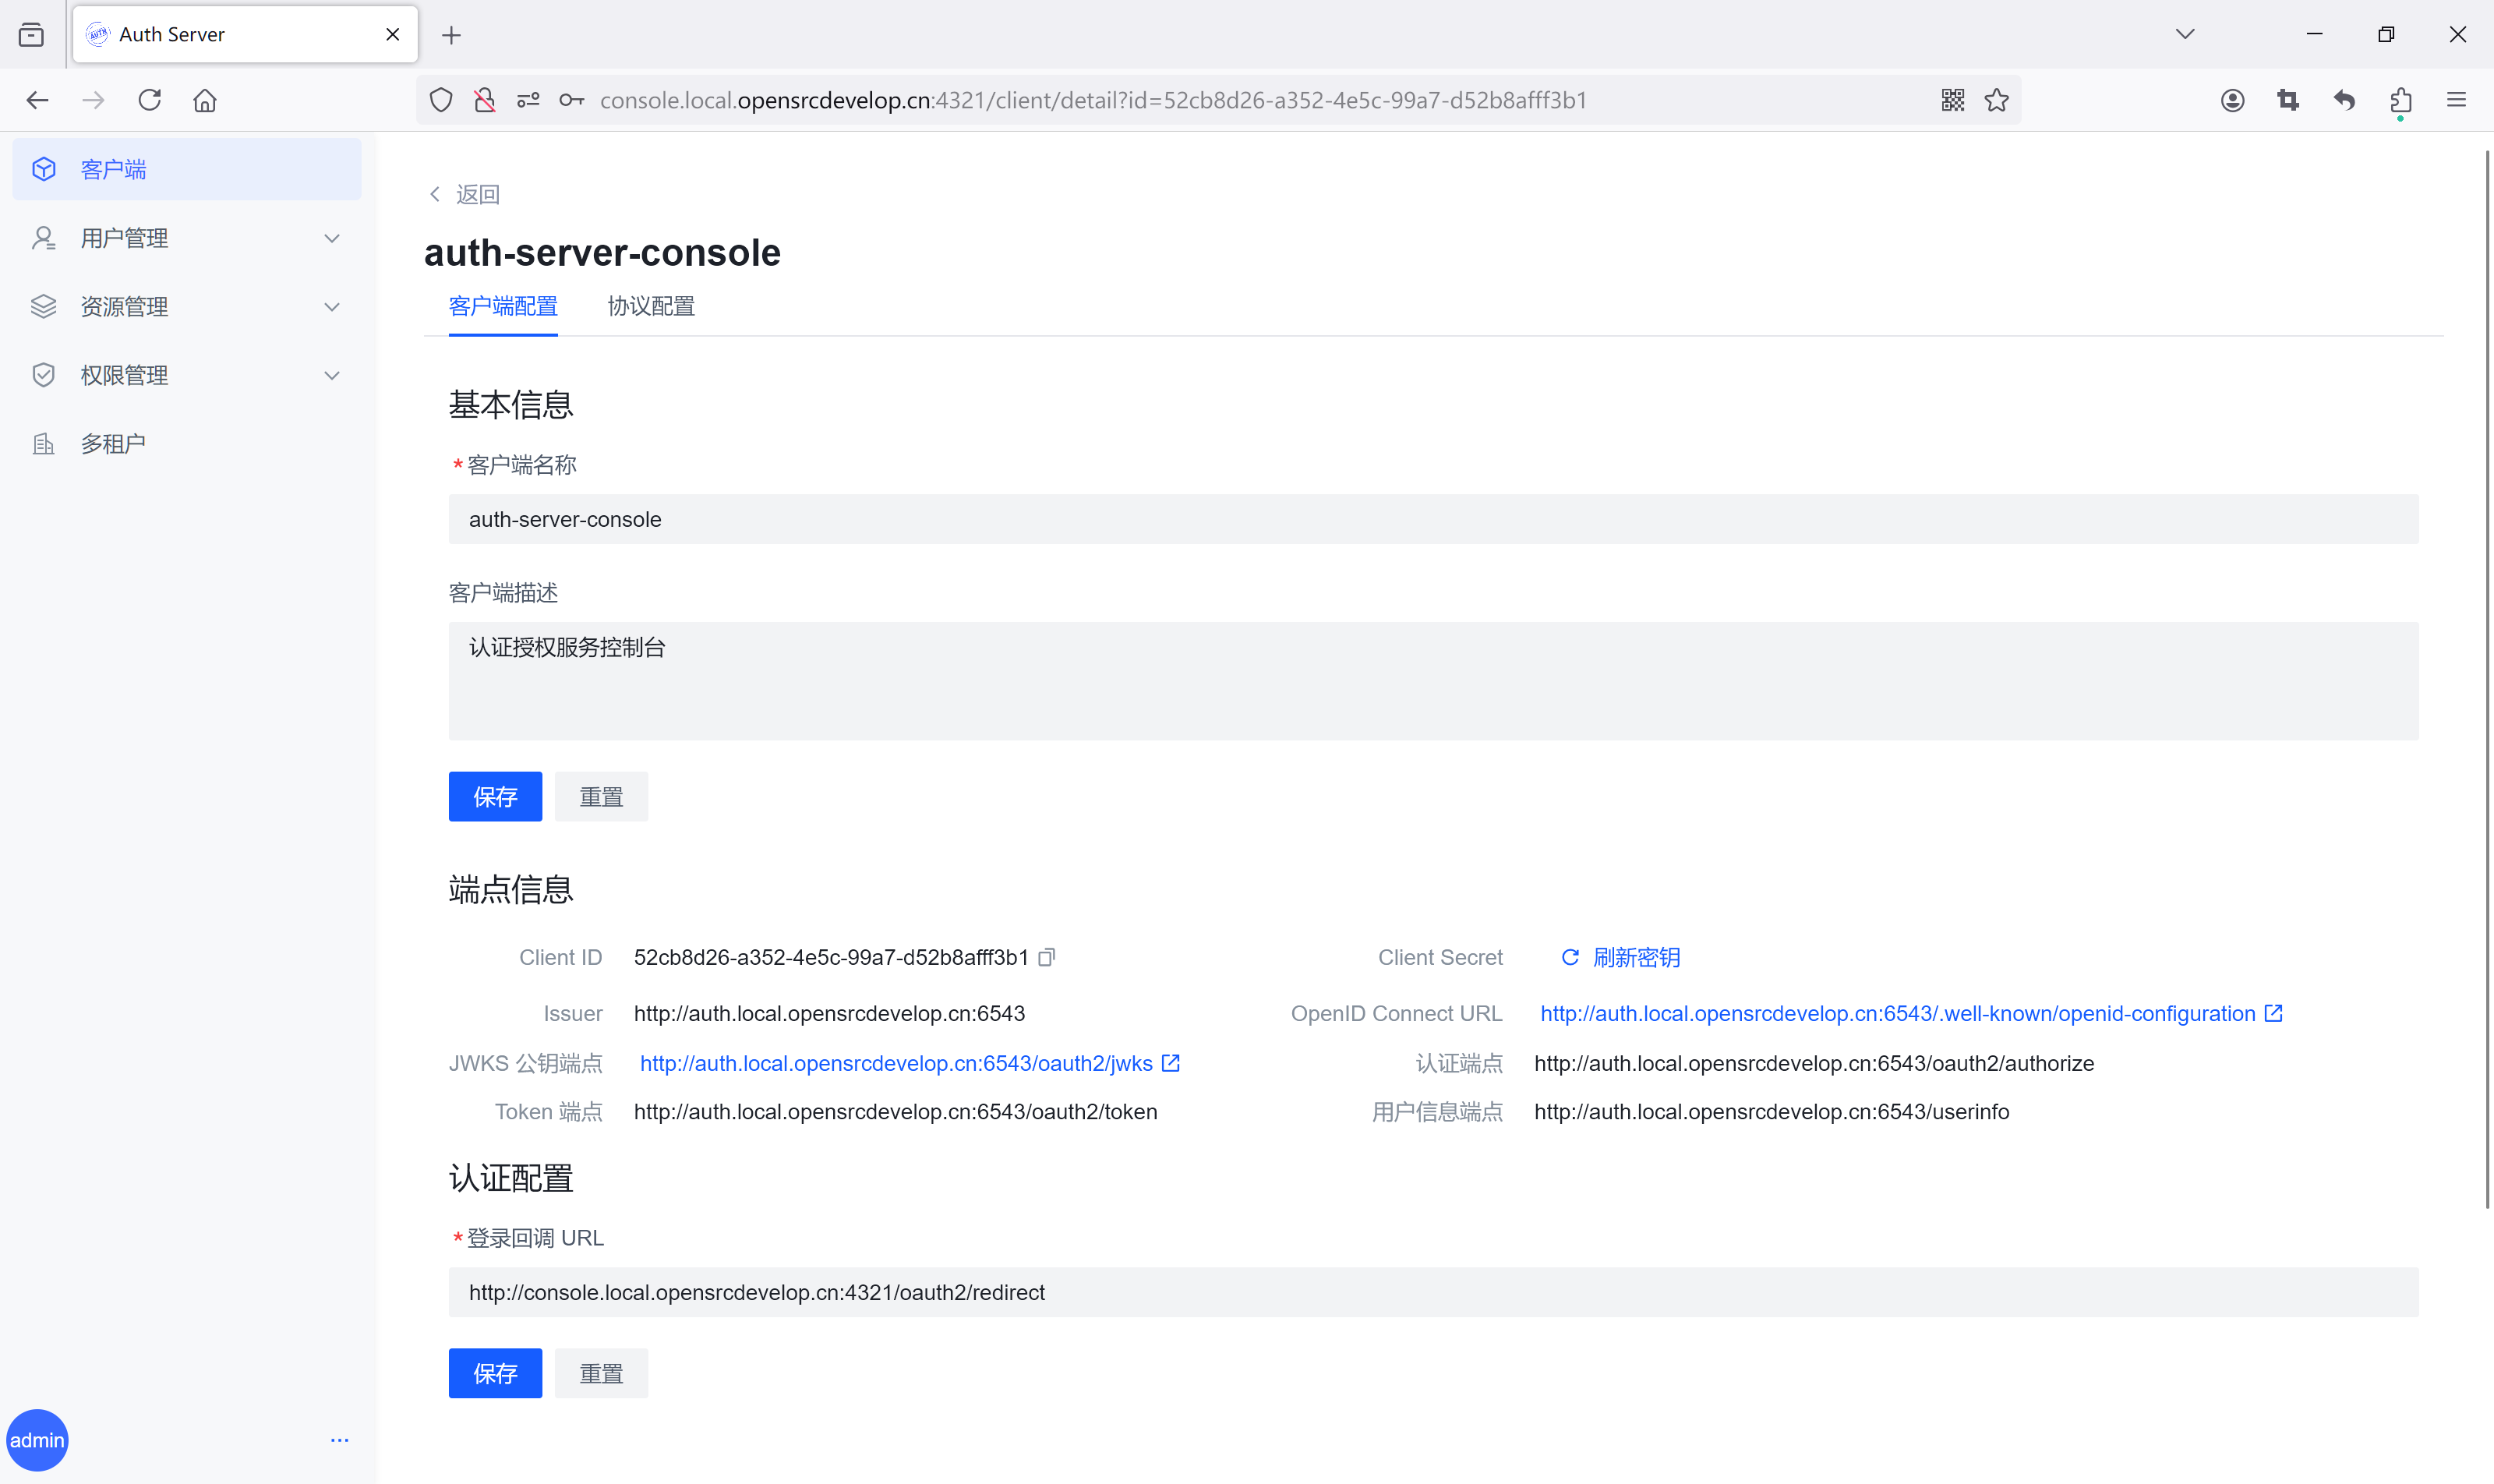 Auth Server
console.local.opensrcdevelop.cn:4321/client/detail?id=52cb8d26-a352-4e5c-99a7-d52b8afff3b1
客户端
用户管理
资源管理
权限管理
多租户
admin
返回
auth-server-console
客户端配置 协议配置
基本信息
*客户端名称
auth-server-console
客户端描述
认证授权服务控制台
保存 重置
端点信息
Client ID 52cb8d26-a352-4e5c-99a7-d52b8afff3b1 Client Secret 刷新密钥
Issuer http://auth.local.opensrcdevelop.cn:6543 OpenID Connect URL http://auth.local.opensrcdevelop.cn:6543/.well-known/openid-configuration
JWKS 公钥端点 http://auth.local.opensrcdevelop.cn:6543/oauth2/jwks 认证端点 http://auth.local.opensrcdevelop.cn:6543/oauth2/authorize
Token 端点 http://auth.local.opensrcdevelop.cn:6543/oauth2/token 用户信息端点 http://auth.local.opensrcdevelop.cn:6543/userinfo
认证配置
*登录回调 URL
http://console.local.opensrcdevelop.cn:4321/oauth2/redirect
保存 重置